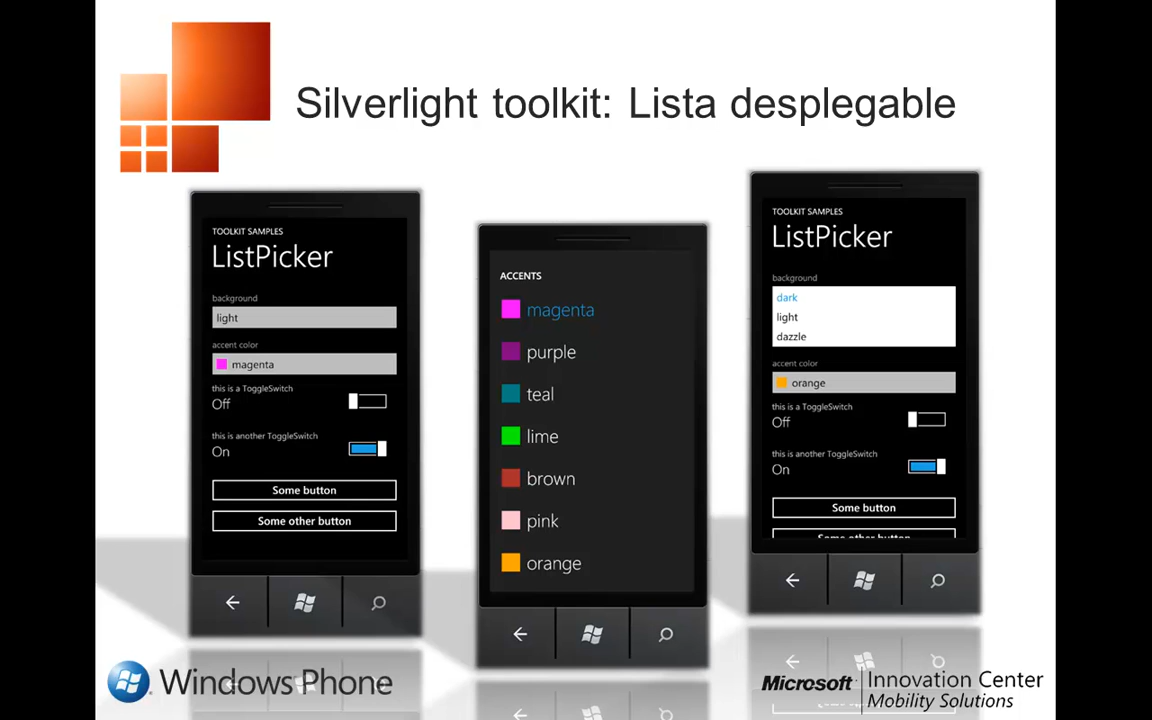 Silverlight toolkit: Lista desplegable
TOOLKIT SAMPLES
ListPicker
background
light
accent color
magenta
this is a ToggleSwitch
Off
this is another ToggleSwitch
On
Some button
Some other button
ACCENTS
magenta
purple
teal
lime
brown
pink
orange
TOOLKIT SAMPLES
ListPicker
background
dark
light
dazzle
accent color
orange
this is a ToggleSwitch
Off
this is another ToggleSwitch
On
Some button
Some other button
Windows Phone
Microsoft
Innovation Center
Mobility Solutions